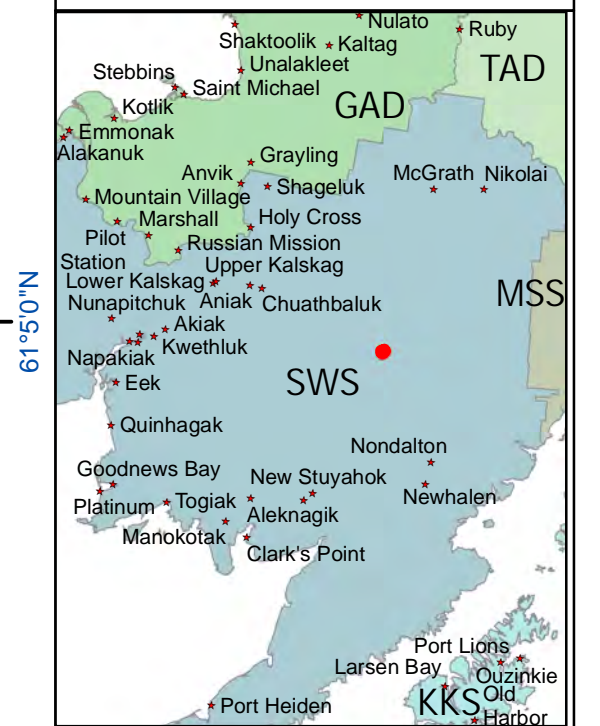 Nulato
Ruby
Shaktoolik
Kaltag
TAD
Unalakleet
Stebbins
Saint Michael
GAD
Kotlik
Emmonak
Alakanuk
Grayling
Anvik
McGrath
Nikolai
Shageluk
Mountain Village
Marshall
Holy Cross
Pilot
Station
Russian Mission
Upper Kalskag
Lower Kalskag
MSS
Nunapitchuk
Aniak
Chuathbaluk
61°5'0"N
Akiak
Kwethluk
Napakiak
SWS
Eek
Quinhagak
Nondalton
Goodnews Bay
New Stuyahok
Newhalen
Platinum
Togiak
Aleknagik
Manokotak
Clark's Point
Port Lions
Larsen Bay
Ouzinkie
KKS
Old
Harbor
Port Heiden